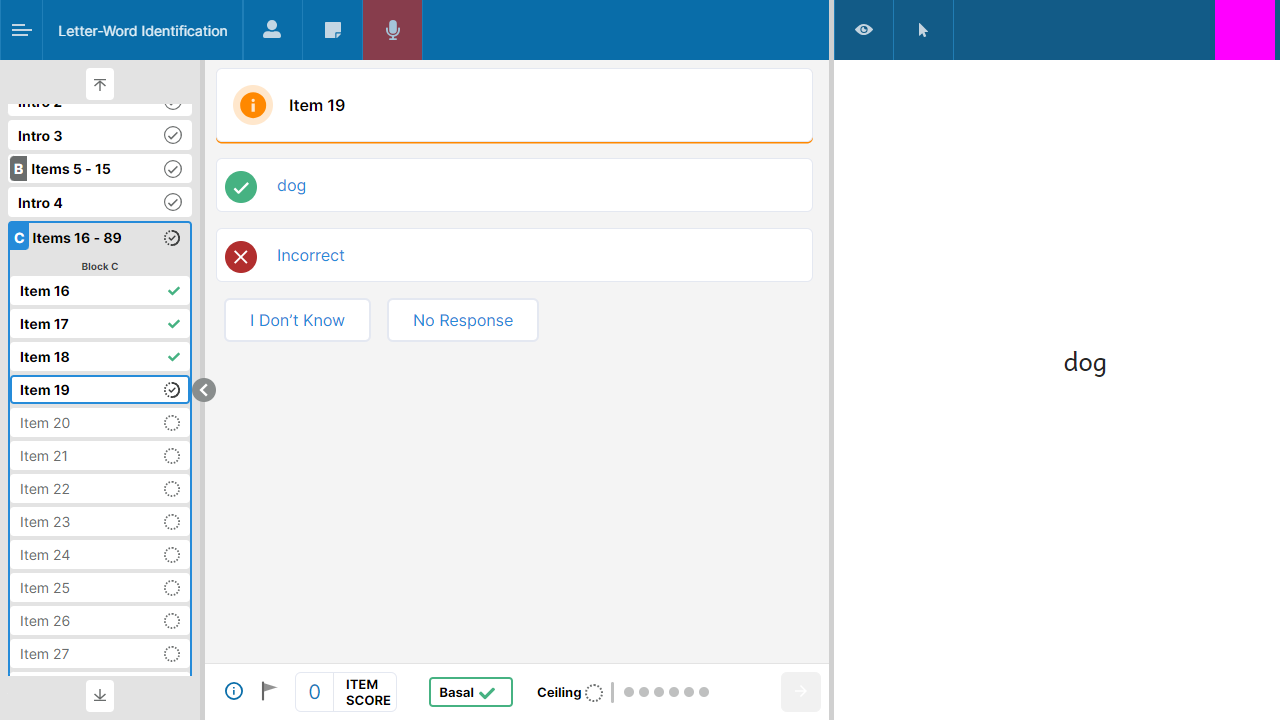 Letter-Word Identification
Intro 2
Intro 3
B Items 5 - 15
Intro 4
C Items 16 - 89
Block C
Item 16
Item 17
Item 18
Item 19
Item 20
Item 21
Item 22
Item 23
Item 24
Item 25
Item 26
Item 27
Item 19
dog
Incorrect
I Don't Know
No Response
0 ITEM SCORE
Basal
Ceiling
dog